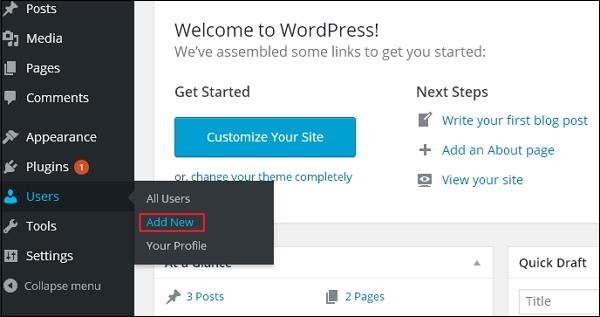 Posts
Media
Pages
Comments
Appearance
Plugins 1
Users
Tools
Settings
Collapse menu
All Users
Add New
Your Profile
Welcome to WordPress!
We've assembled some links to get you started:
Get Started
Customize Your Site
or, change your theme completely
Next Steps
Write your first blog post
Add an About page
View your site
At a Glance
3 Posts
2 Pages
Quick Draft
Title